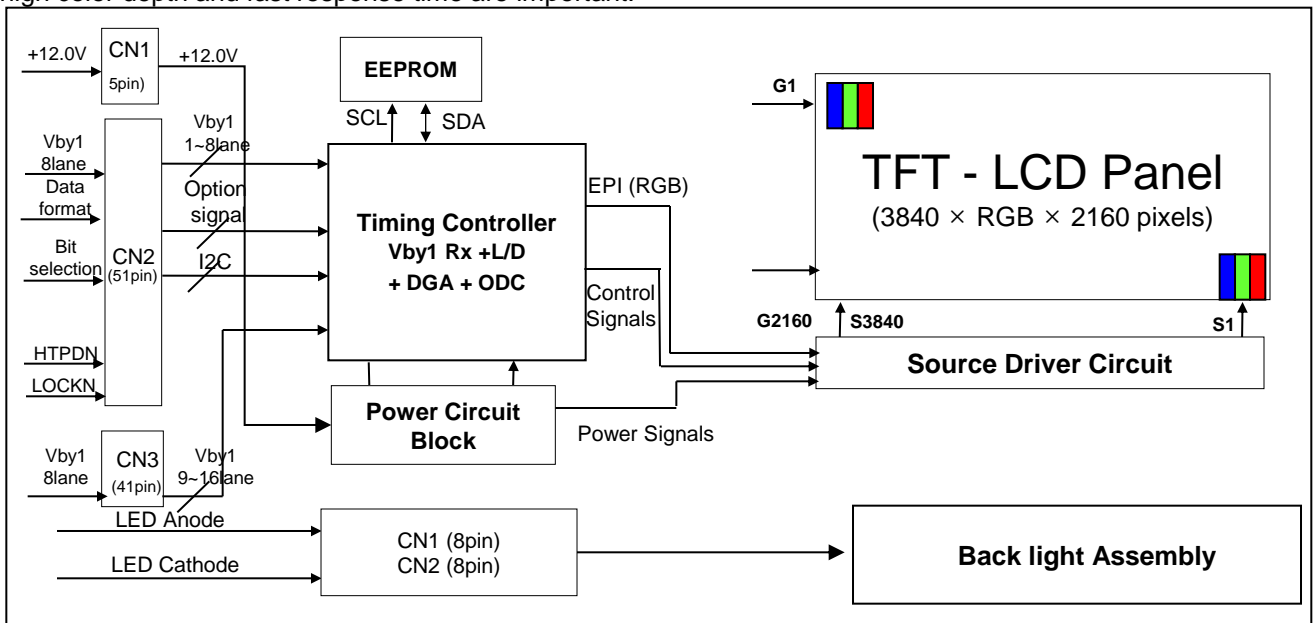 high color depth and fast response time are important.
+12.0V
CN1
5pin)
+12.0V
EEPROM
SCL
SDA
Vby1
8lane
Data
format
Bit
selection
HTPDN
LOCKN
CN2
(51pin)
Vby1
1~8lane
Option
signal
I2C
Timing Controller
Vby1 Rx +L/D
+ DGA + ODC
EPI (RGB)
Control
Signals
G1
TFT - LCD Panel
(3840 × RGB × 2160 pixels)
G2160
S3840
S1
Source Driver Circuit
Power Circuit
Block
Power Signals
Vby1
8lane
CN3
(41pin)
Vby1
9~16lane
LED Anode
LED Cathode
CN1 (8pin)
CN2 (8pin)
Back light Assembly